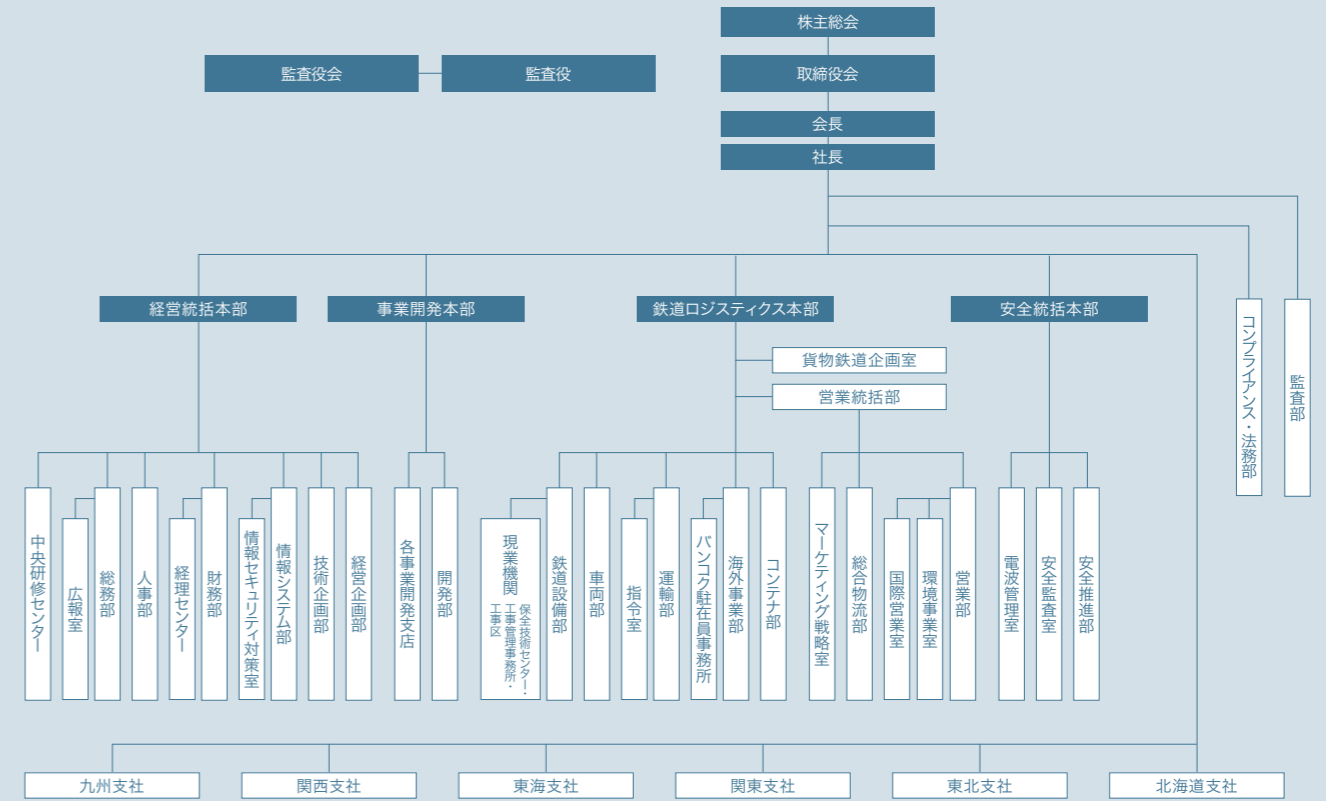 株主総会
監査役会
監査役
取締役会
会長
社長
経営統括本部
事業開発本部
鉄道ロジスティクス本部
安全統括本部
コンプライアンス・法務部
監査部
貨物鉄道企画室
営業統括部
中央研修センター
広報室
総務部
人事部
経理センター
財務部
情報セキュリティ対策室
情報システム部
技術企画部
経営企画部
各事業開発支店
開発部
現業機関
保全技術センター・
工事管理事務所・
工事区
鉄道設備部
車両部
指令室
運輸部
バンコク駐在員事務所
海外事業部
コンテナ部
マーケティング戦略室
総合物流部
国際営業室
環境事業室
営業部
電波管理室
安全監査室
安全推進部
九州支社
関西支社
東海支社
関東支社
東北支社
北海道支社